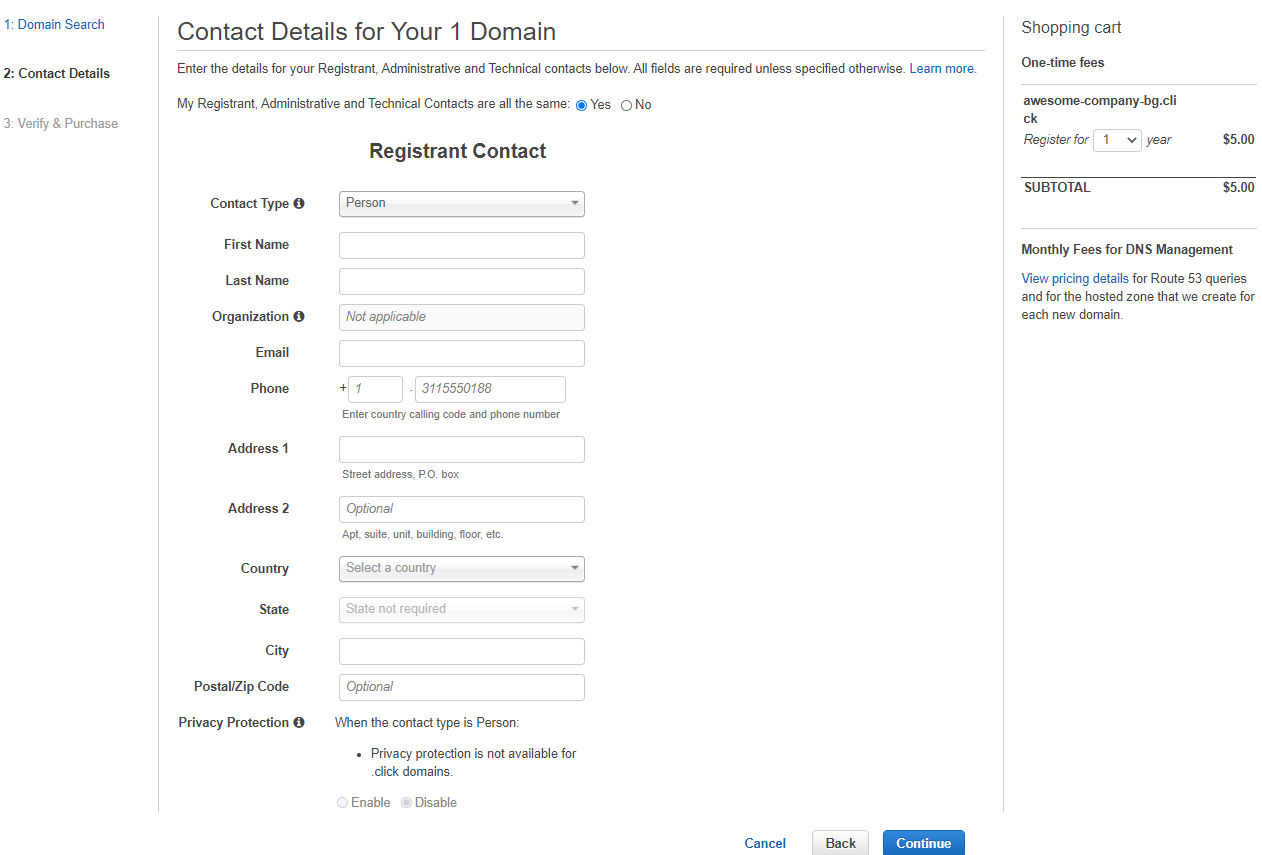 1: Domain Search
2: Contact Details
3: Verify & Purchase
Contact Details for Your 1 Domain
Enter the details for your Registrant, Administrative and Technical contacts below. All fields are required unless specified otherwise. Learn more.
My Registrant, Administrative and Technical Contacts are all the same: Yes No
Registrant Contact
Contact Type Person
First Name
Last Name
Organization Not applicable
Email
Phone + 1 . 3115550188
Enter country calling code and phone number
Address 1
Street address, P.O. box
Address 2 Optional
Apt, suite, unit, building, floor, etc.
Country Select a country
State State not required
City
Postal/Zip Code Optional
Privacy Protection When the contact type is Person:
• Privacy protection is not available for
.click domains.
Enable Disable
Cancel Back Continue
Shopping cart
One-time fees
awesome-company-bg.cli
ck
Register for 1 year $5.00
SUBTOTAL $5.00
Monthly Fees for DNS Management
View pricing details for Route 53 queries
and for the hosted zone that we create for
each new domain.